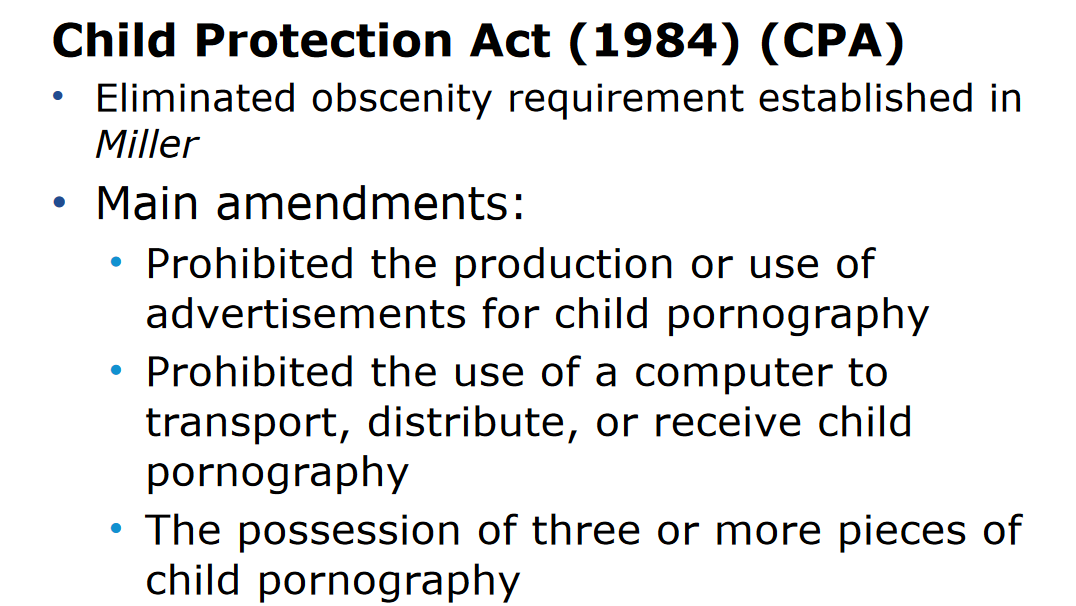 Child Protection Act (1984) (CPA)
• Eliminated obscenity requirement established in
Miller
• Main amendments:
• Prohibited the production or use of
advertisements for child pornography
• Prohibited the use of a computer to
transport, distribute, or receive child
pornography
• The possession of three or more pieces of
child pornography